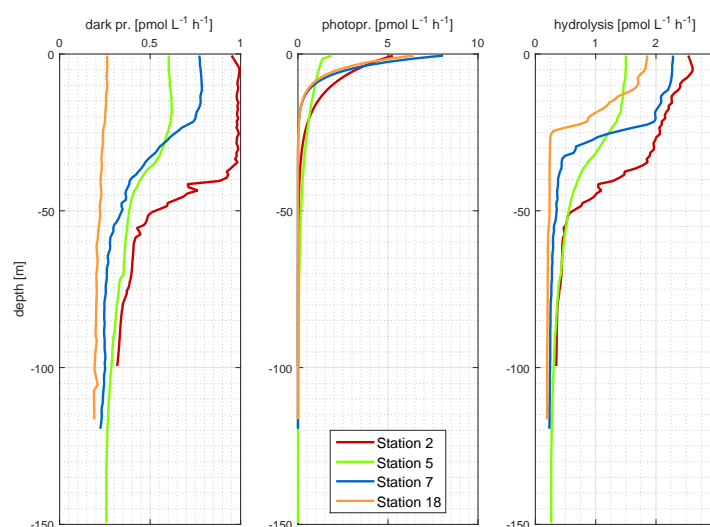 dark pr. [pmol L⁻¹ h⁻¹]
photopr. [pmol L⁻¹ h⁻¹]
hydrolysis [pmol L⁻¹ h⁻¹]
0 0.5 1
0 5 10
0 1 2
depth [m]
0
-50
-100
-150
0
-50
-100
-150
0
-50
-100
-150
Station 2
Station 5
Station 7
Station 18